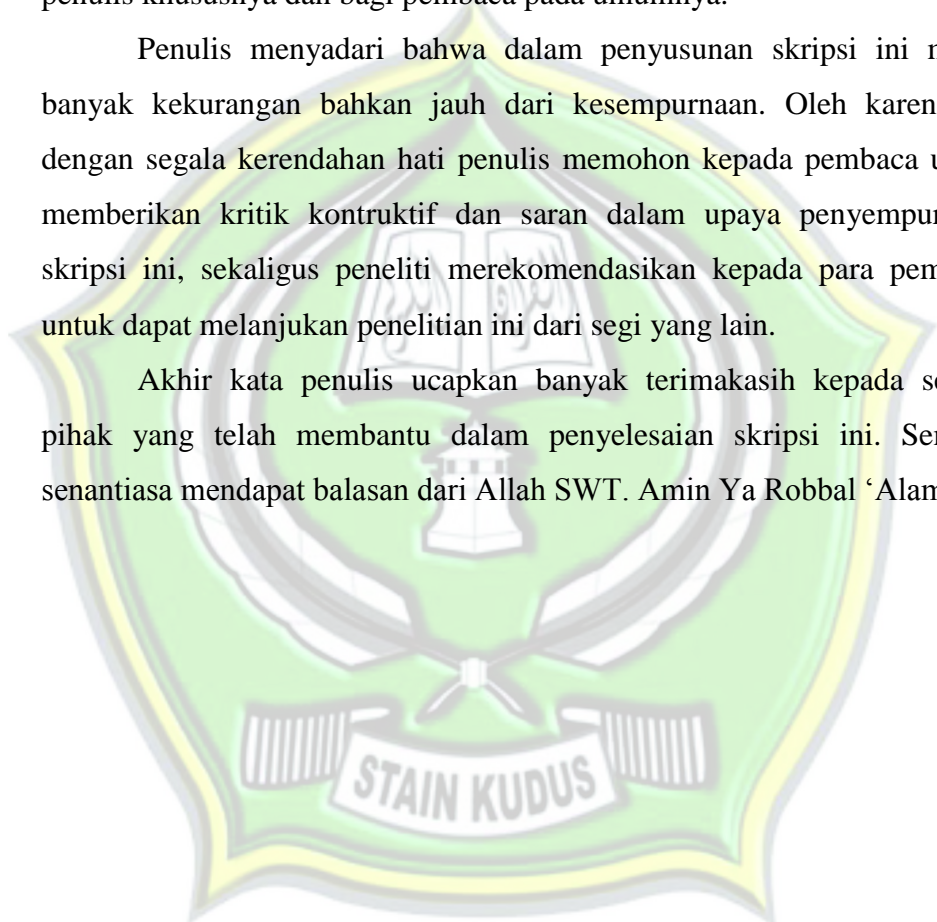 penulis khususnya dan bagi pembaca pada umumnya.
Penulis menyadari bahwa dalam penyusunan skripsi ini m
banyak kekurangan bahkan jauh dari kesempurnaan. Oleh karen
dengan segala kerendahan hati penulis memohon kepada pembaca u
memberikan kritik kontruktif dan saran dalam upaya penyempur
skripsi ini, sekaligus peneliti merekomendasikan kepada para pem
untuk dapat melanjukan penelitian ini dari segi yang lain.
Akhir kata penulis ucapkan banyak terimakasih kepada se
pihak yang telah membantu dalam penyelesaian skripsi ini. Se
senantiasa mendapat balasan dari Allah SWT. Amin Ya Robbal ‘Alam
STAIN KUDUS